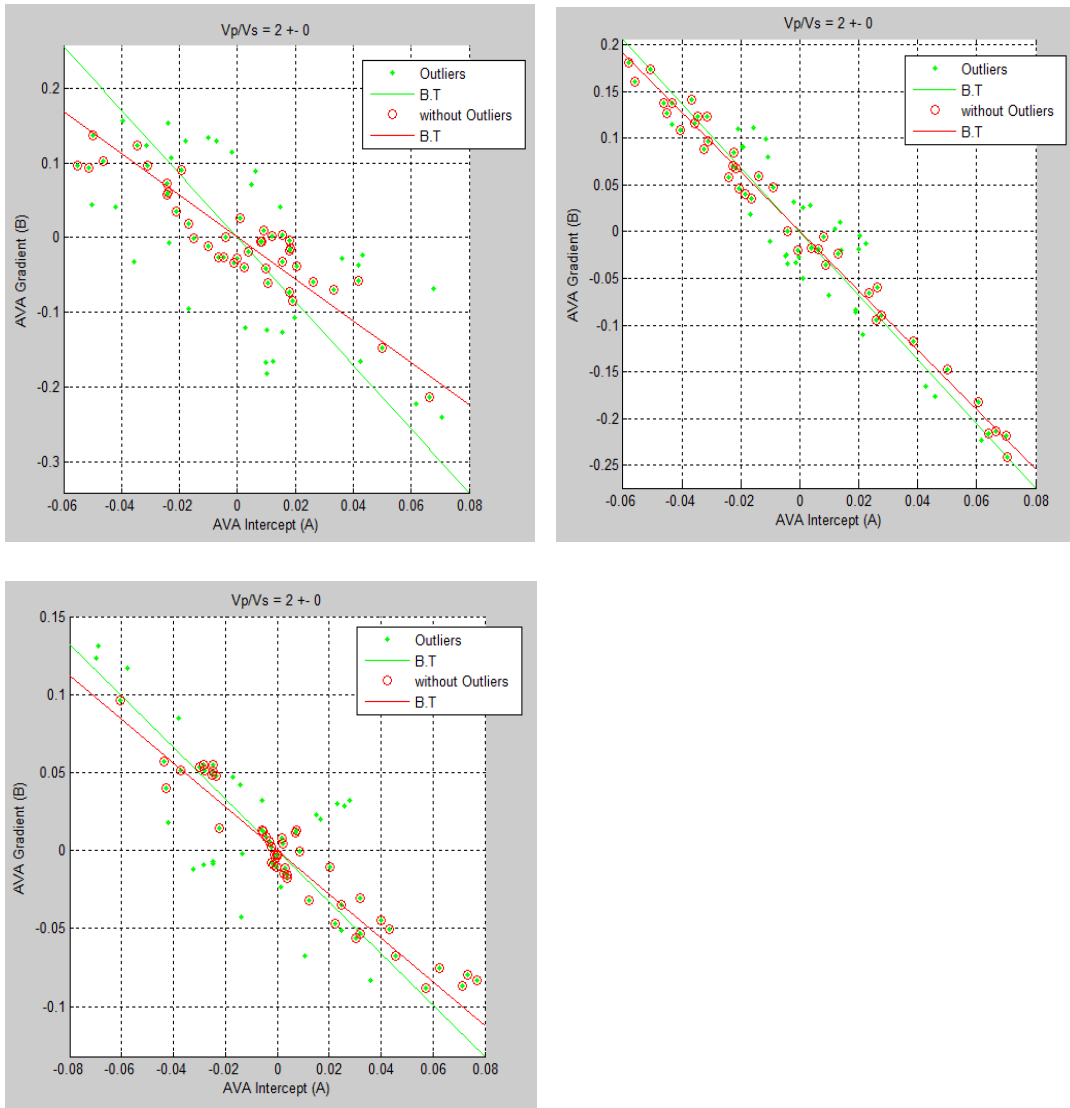 Vp/Vs = 2 +- 0
Outliers
B.T
without Outliers
B.T
0.2
0.1
0
-0.1
-0.2
-0.3
AVA Gradient (B)
-0.06 -0.04 -0.02 0 0.02 0.04 0.06 0.08
AVA Intercept (A)
Vp/Vs = 2 +- 0
Outliers
B.T
without Outliers
B.T
0.2
0.15
0.1
0.05
0
-0.05
-0.1
-0.15
-0.2
-0.25
AVA Gradient (B)
-0.06 -0.04 -0.02 0 0.02 0.04 0.06 0.08
AVA Intercept (A)
Vp/Vs = 2 +- 0
Outliers
B.T
without Outliers
B.T
0.15
0.1
0.05
0
-0.05
-0.1
AVA Gradient (B)
-0.08 -0.06 -0.04 -0.02 0 0.02 0.04 0.06 0.08
AVA Intercept (A)